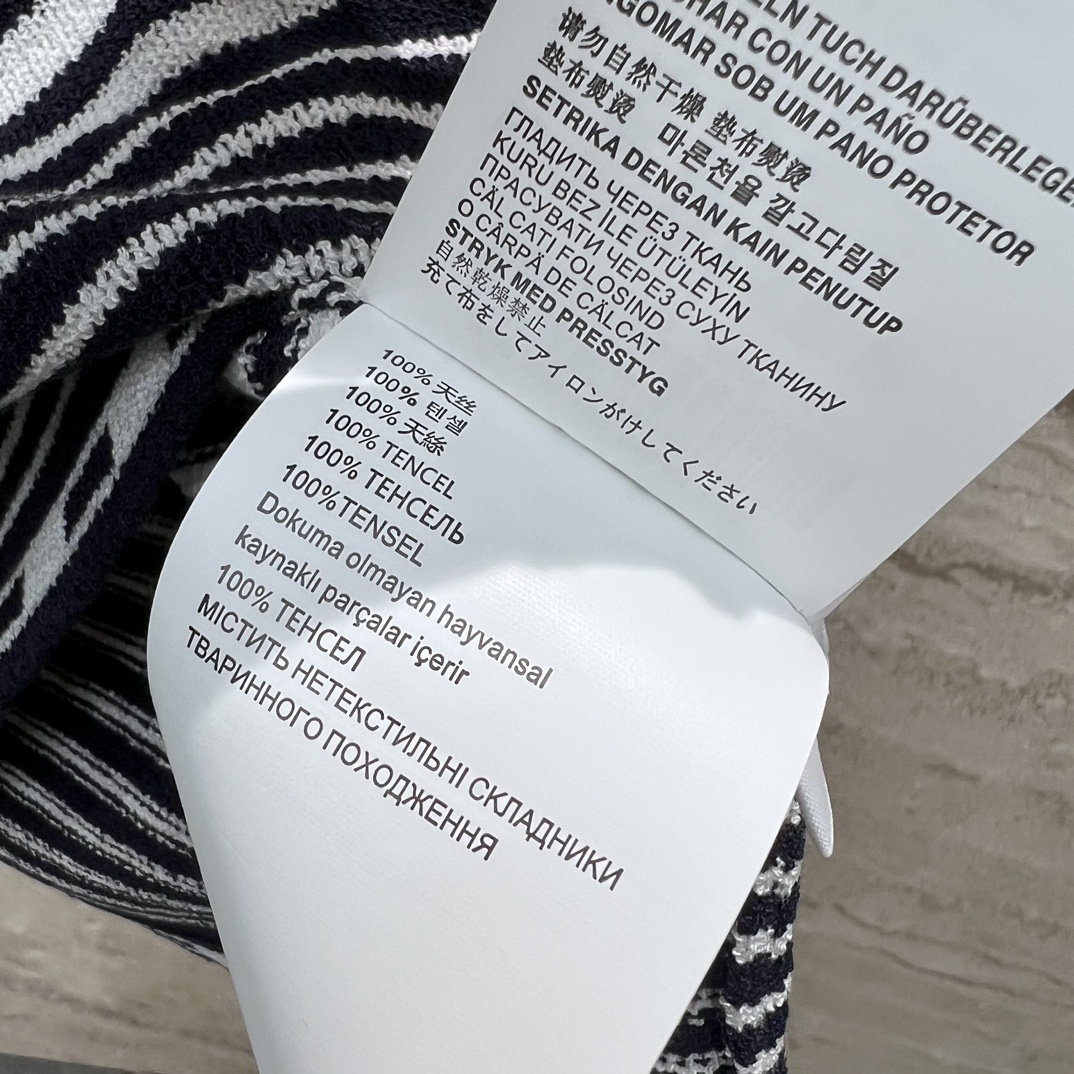 ELN TUCH DARÜBERLEGE
CHAR CON UN PAÑO
NGOMAR SOB UM PANO PROTETOR
请勿自然干燥 垫布熨烫
垫布熨烫 마른천을 깔고다림질
SETRIKA DENGAN KAIN PENUTUP
ГЛАДИТЬ ЧЕРЕЗ ТКАНЬ
KURU BEZ İLE ÜTÜLEYİN
ПРАСУВАТИ ЧЕРЕЗ СУХУ ТКАНИНУ
CĂLCATI FOLOSIND
O CÂRPĂ DE CĂLCAT
STRYK MED PRESSTYG
自然乾燥禁止
充て布をしてアイロンがけしてください
100% 天丝
100% 텐셀
100% 天絲
100% TENCEL
100% ТЕНСЕЛЬ
100%TENSEL
Dokuma olmayan hayvansal
kaynaklı parçalar içerir
100% ТЕНСЕЛ
МІСТИТЬ НЕТЕКСТИЛЬНІ СКЛАДНИКИ
ТВАРИННОГО ПОХОДЖЕННЯ